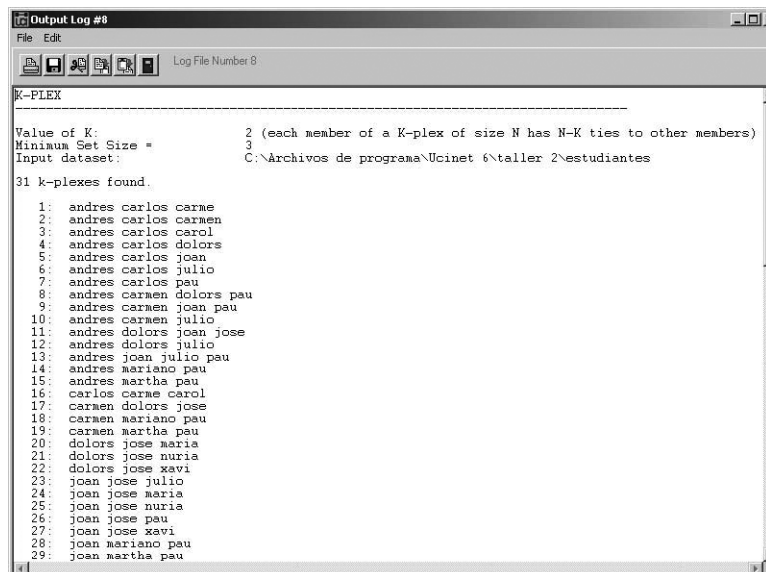 Output Log #8
File Edit
Log File Number 8
K-PLEX
--------------------------------------------------------------------------------
Value of K: 2 (each member of a K-plex of size N has N-K ties to other members)
Minimum Set Size = 3
Input dataset: C:\Archivos de programa\Ucinet 6\taller 2\estudiantes
31 k-plexes found.
1: andres carlos carme
2: andres carlos carmen
3: andres carlos carol
4: andres carlos dolors
5: andres carlos joan
6: andres carlos julio
7: andres carlos pau
8: andres carmen dolors pau
9: andres carmen joan pau
10: andres carmen julio
11: andres dolors joan jose
12: andres dolors julio
13: andres joan julio pau
14: andres mariano pau
15: andres martha pau
16: carlos carme carol
17: carmen dolors jose
18: carmen mariano pau
19: carmen martha pau
20: dolors jose maria
21: dolors jose nuria
22: dolors jose xavi
23: joan jose julio
24: joan jose maria
25: joan jose nuria
26: joan jose pau
27: joan jose xavi
28: joan mariano pau
29: joan martha pau